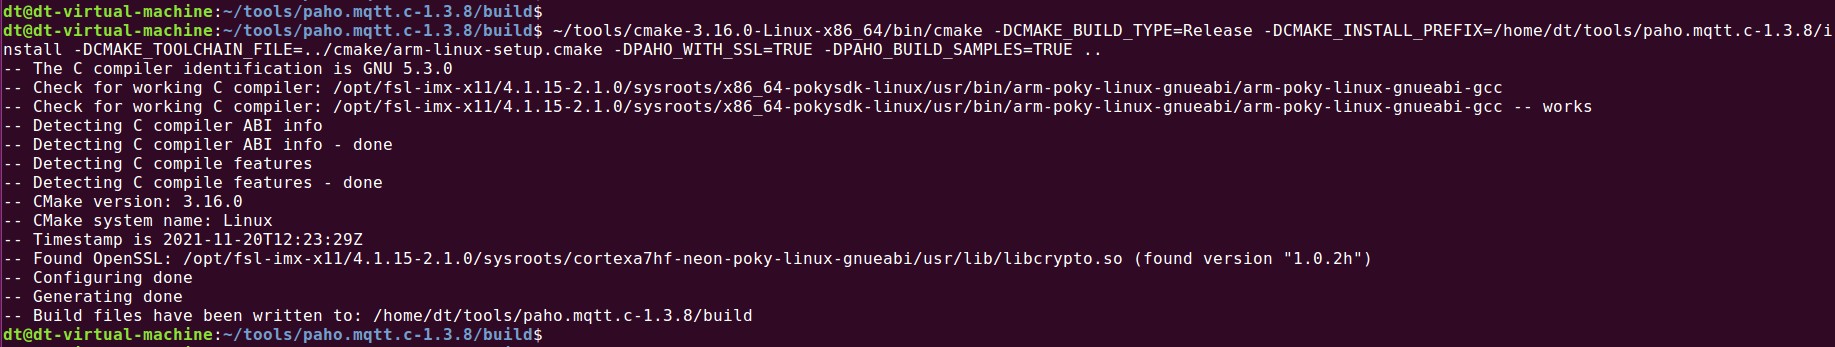 dt@dt-virtual-machine:~/tools/paho.mqtt.c-1.3.8/build$
dt@dt-virtual-machine:~/tools/paho.mqtt.c-1.3.8/build$ ~/tools/cmake-3.16.0-Linux-x86_64/bin/cmake -DCMAKE_BUILD_TYPE=Release -DCMAKE_INSTALL_PREFIX=/home/dt/tools/paho.mqtt.c-1.3.8/i
nstall -DCMAKE_TOOLCHAIN_FILE=../cmake/arm-linux-setup.cmake -DPAHO_WITH_SSL=TRUE -DPAHO_BUILD_SAMPLES=TRUE ..
-- The C compiler identification is GNU 5.3.0
-- Check for working C compiler: /opt/fsl-imx-x11/4.1.15-2.1.0/sysroots/x86_64-pokysdk-linux/usr/bin/arm-poky-linux-gnueabi/arm-poky-linux-gnueabi-gcc
-- Check for working C compiler: /opt/fsl-imx-x11/4.1.15-2.1.0/sysroots/x86_64-pokysdk-linux/usr/bin/arm-poky-linux-gnueabi/arm-poky-linux-gnueabi-gcc -- works
-- Detecting C compiler ABI info
-- Detecting C compiler ABI info - done
-- Detecting C compile features
-- Detecting C compile features - done
-- CMake version: 3.16.0
-- CMake system name: Linux
-- Timestamp is 2021-11-20T12:23:29Z
-- Found OpenSSL: /opt/fsl-imx-x11/4.1.15-2.1.0/sysroots/cortexa7hf-neon-poky-linux-gnueabi/usr/lib/libcrypto.so (found version "1.0.2h")
-- Configuring done
-- Generating done
-- Build files have been written to: /home/dt/tools/paho.mqtt.c-1.3.8/build
dt@dt-virtual-machine:~/tools/paho.mqtt.c-1.3.8/build$